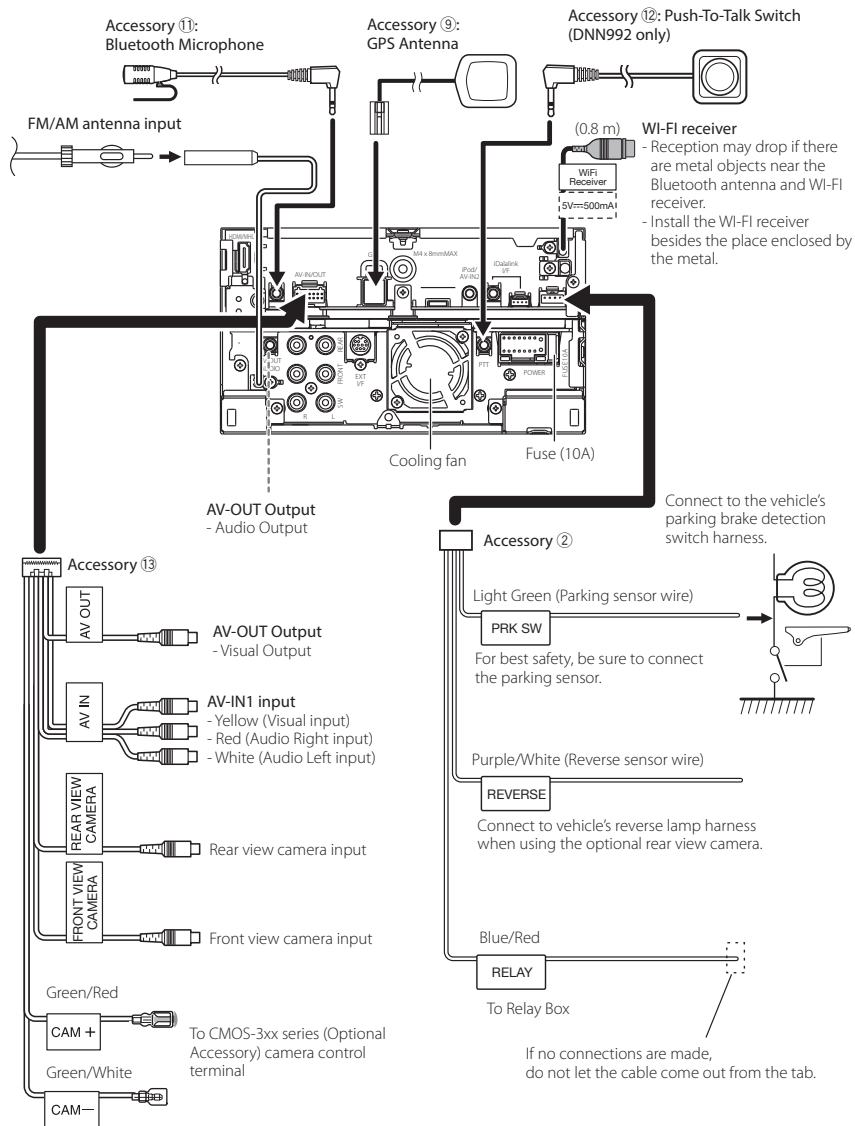 Accessory ⑪:
Bluetooth Microphone
Accessory ⑨:
GPS Antenna
Accessory ⑫: Push-To-Talk Switch
(DNN992 only)
FM/AM antenna input
(0.8 m)
WiFi
Receiver
5V⎓500mA
WI-FI receiver
- Reception may drop if there
are metal objects near the
Bluetooth antenna and WI-FI
receiver.
- Install the WI-FI receiver
besides the place enclosed by
the metal.
HDMI/MHL
AV-IN/OUT
G
M4 x 8mmMAX
iPod/
AV-IN2
iDatalink
I/F
OUT
REAR
FRONT
SW
R
L
EXT
I/F
PTT
POWER
FUSE10A
Cooling fan
Fuse (10A)
AV-OUT Output
- Audio Output
Accessory ⑬
AV OUT
AV-OUT Output
- Visual Output
AV IN
AV-IN1 input
- Yellow (Visual input)
- Red (Audio Right input)
- White (Audio Left input)
REAR VIEW
CAMERA
Rear view camera input
FRONT VIEW
CAMERA
Front view camera input
Green/Red
CAM +
Green/White
CAM—
To CMOS-3xx series (Optional
Accessory) camera control
terminal
Accessory ②
Connect to the vehicle's
parking brake detection
switch harness.
Light Green (Parking sensor wire)
PRK SW
For best safety, be sure to connect
the parking sensor.
Purple/White (Reverse sensor wire)
REVERSE
Connect to vehicle's reverse lamp harness
when using the optional rear view camera.
Blue/Red
RELAY
To Relay Box
If no connections are made,
do not let the cable come out from the tab.